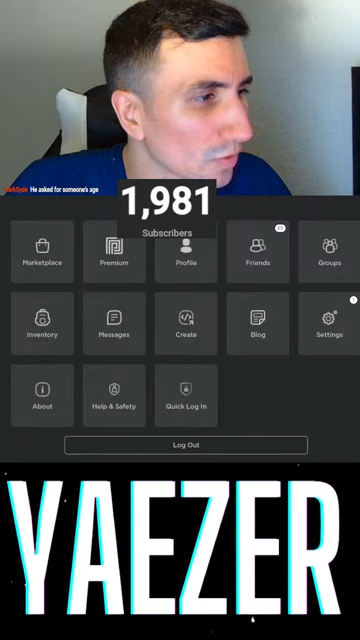 He asked for someone's age
1,981
Subscribers
Marketplace
Premium
Profile
Friends
Groups
Inventory
Messages
Create
Blog
Settings
1
About
Help & Safety
Quick Log In
Log Out
YAEZER